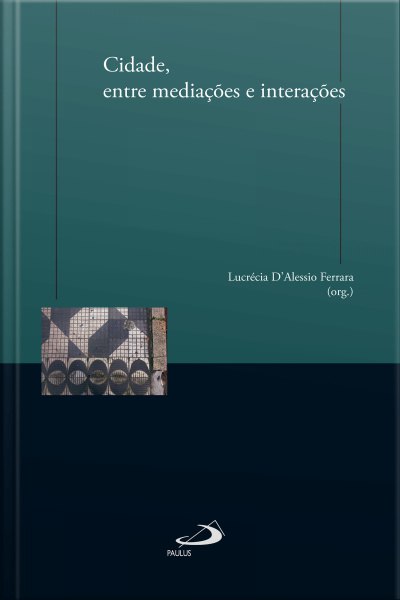 Cidade,
entre mediações e interações
Lucrécia D'Alessio Ferrara
(org.)
PAULUS